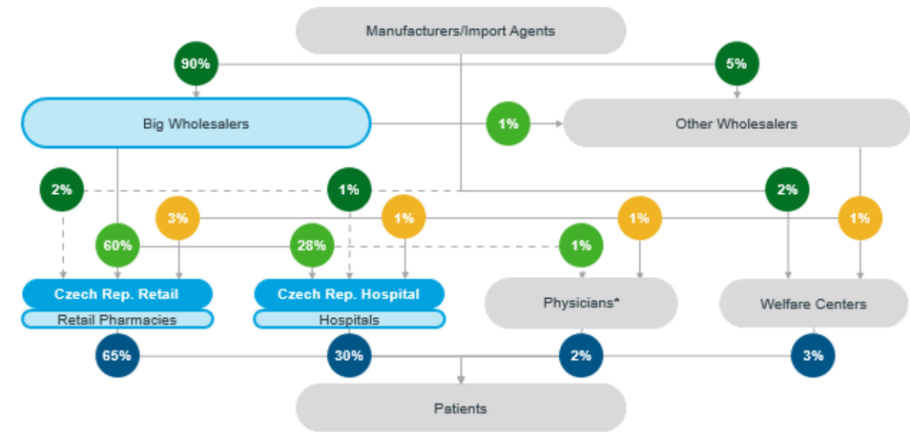 Manufacturers/Import Agents
90%
5%
Big Wholesalers
1%
Other Wholesalers
2%
1%
2%
3%
1%
1%
1%
60%
28%
1%
Czech Rep. Retail
Retail Pharmacies
Czech Rep. Hospital
Hospitals
Physicians*
Welfare Centers
65%
30%
2%
3%
Patients